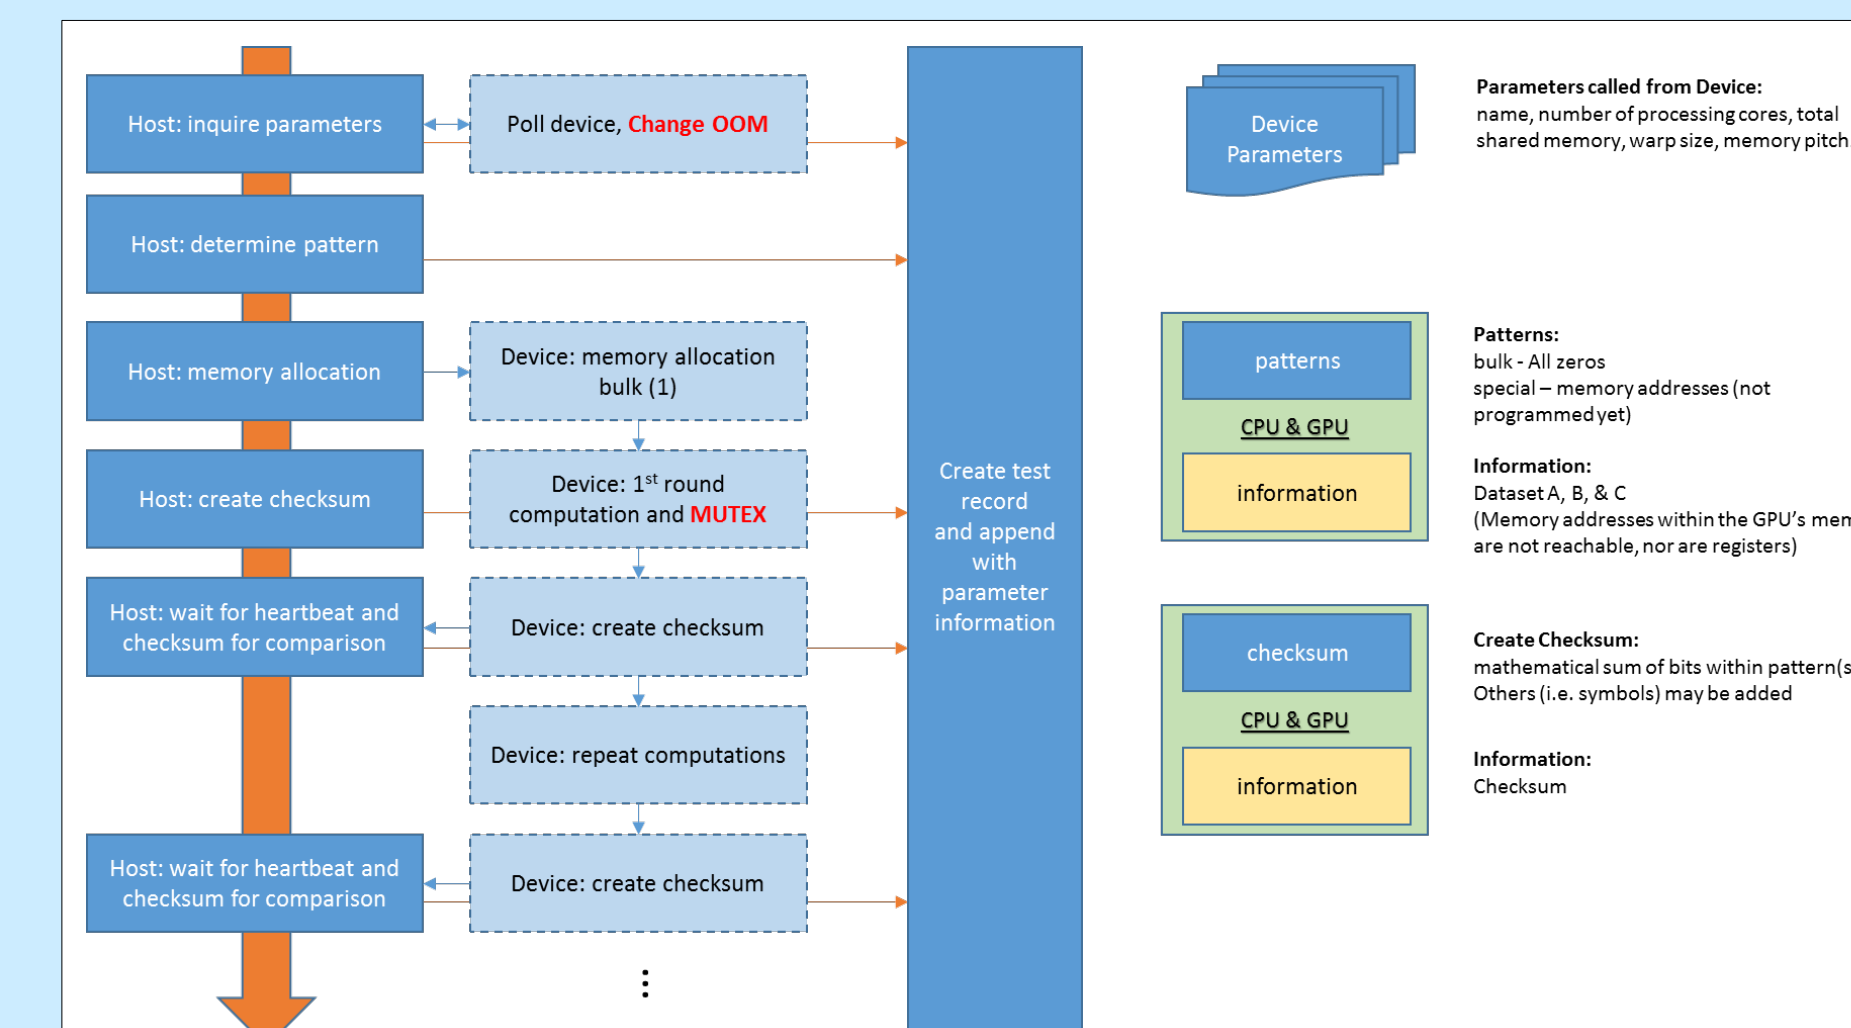 Host: inquire parameters
Poll device, Change OOM
Host: determine pattern
Host: memory allocation
Device: memory allocation
bulk (1)
Host: create checksum
Device: 1st round
computation and MUTEX
Host: wait for heartbeat and
checksum for comparison
Device: create checksum
Device: repeat computations
Host: wait for heartbeat and
checksum for comparison
Device: create checksum
Create test
record
and append
with
parameter
information
Device
Parameters
Parameters called from Device:
name, number of processing cores, total
shared memory, warp size, memory pitch
patterns
CPU & GPU
information
Patterns:
bulk - All zeros
special – memory addresses (not
programmed yet)
Information:
Dataset A, B, & C
(Memory addresses within the GPU's mem
are not reachable, nor are registers)
checksum
CPU & GPU
information
Create Checksum:
mathematical sum of bits within pattern(s
Others (i.e. symbols) may be added
Information:
Checksum